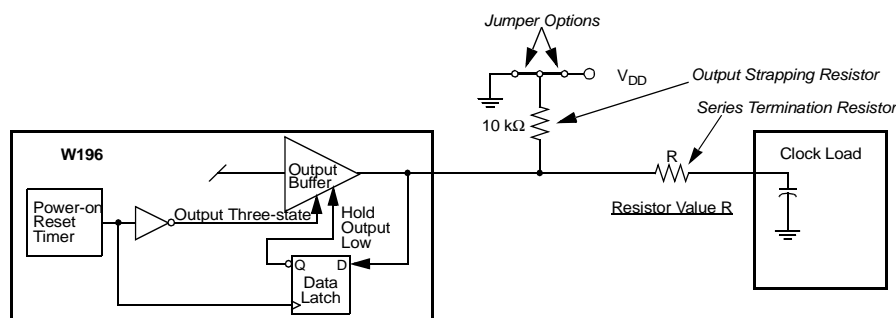 Jumper Options
V_DD
Output Strapping Resistor
10 kΩ
Series Termination Resistor
W196
R
Clock Load
Output
Buffer
Power-on
Reset
Timer
Output Three-state
Hold
Output
Low
Resistor Value R
Q
D
Data
Latch